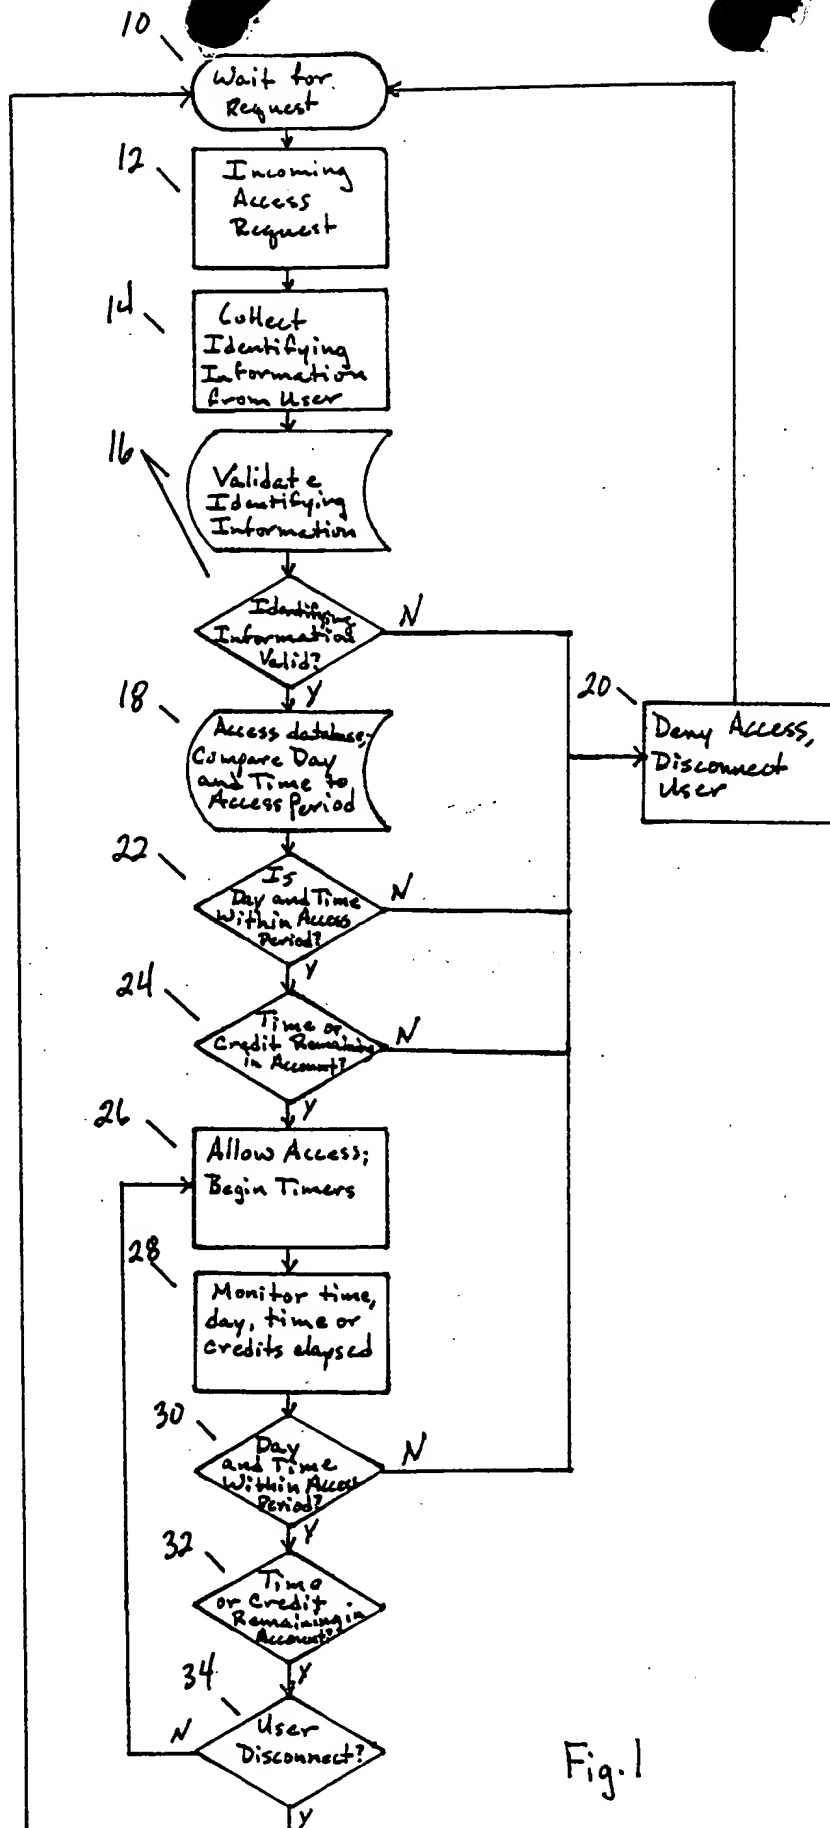 10
Wait for
Request
12
Incoming
Access
Request
14
Collect
Identifying
Information
from User
16
Validate
Identifying
Information
Identifying
Information
Valid?
N
Y
18
Access database;
Compare Day
and Time to
Access Period
20
Deny Access,
Disconnect
User
22
Is
Day and Time
Within Access
Period?
N
Y
24
Time or
Credit Remaining
in Account?
N
Y
26
Allow Access;
Begin Timers
28
Monitor time,
day, time or
credits elapsed
30
Day
and Time
Within Access
Period?
N
Y
32
Time
or Credit
Remaining in
Account?
Y
34
User
Disconnect?
N
Y
Fig. 1